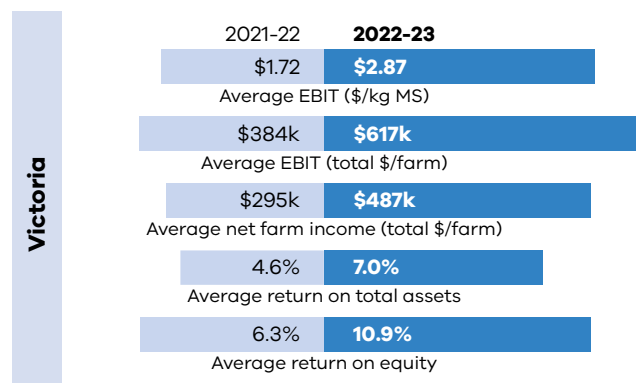 Victoria
2021-22 2022-23
$1.72 $2.87
Average EBIT ($/kg MS)
$384k $617k
Average EBIT (total $/farm)
$295k $487k
Average net farm income (total $/farm)
4.6% 7.0%
Average return on total assets
6.3% 10.9%
Average return on equity